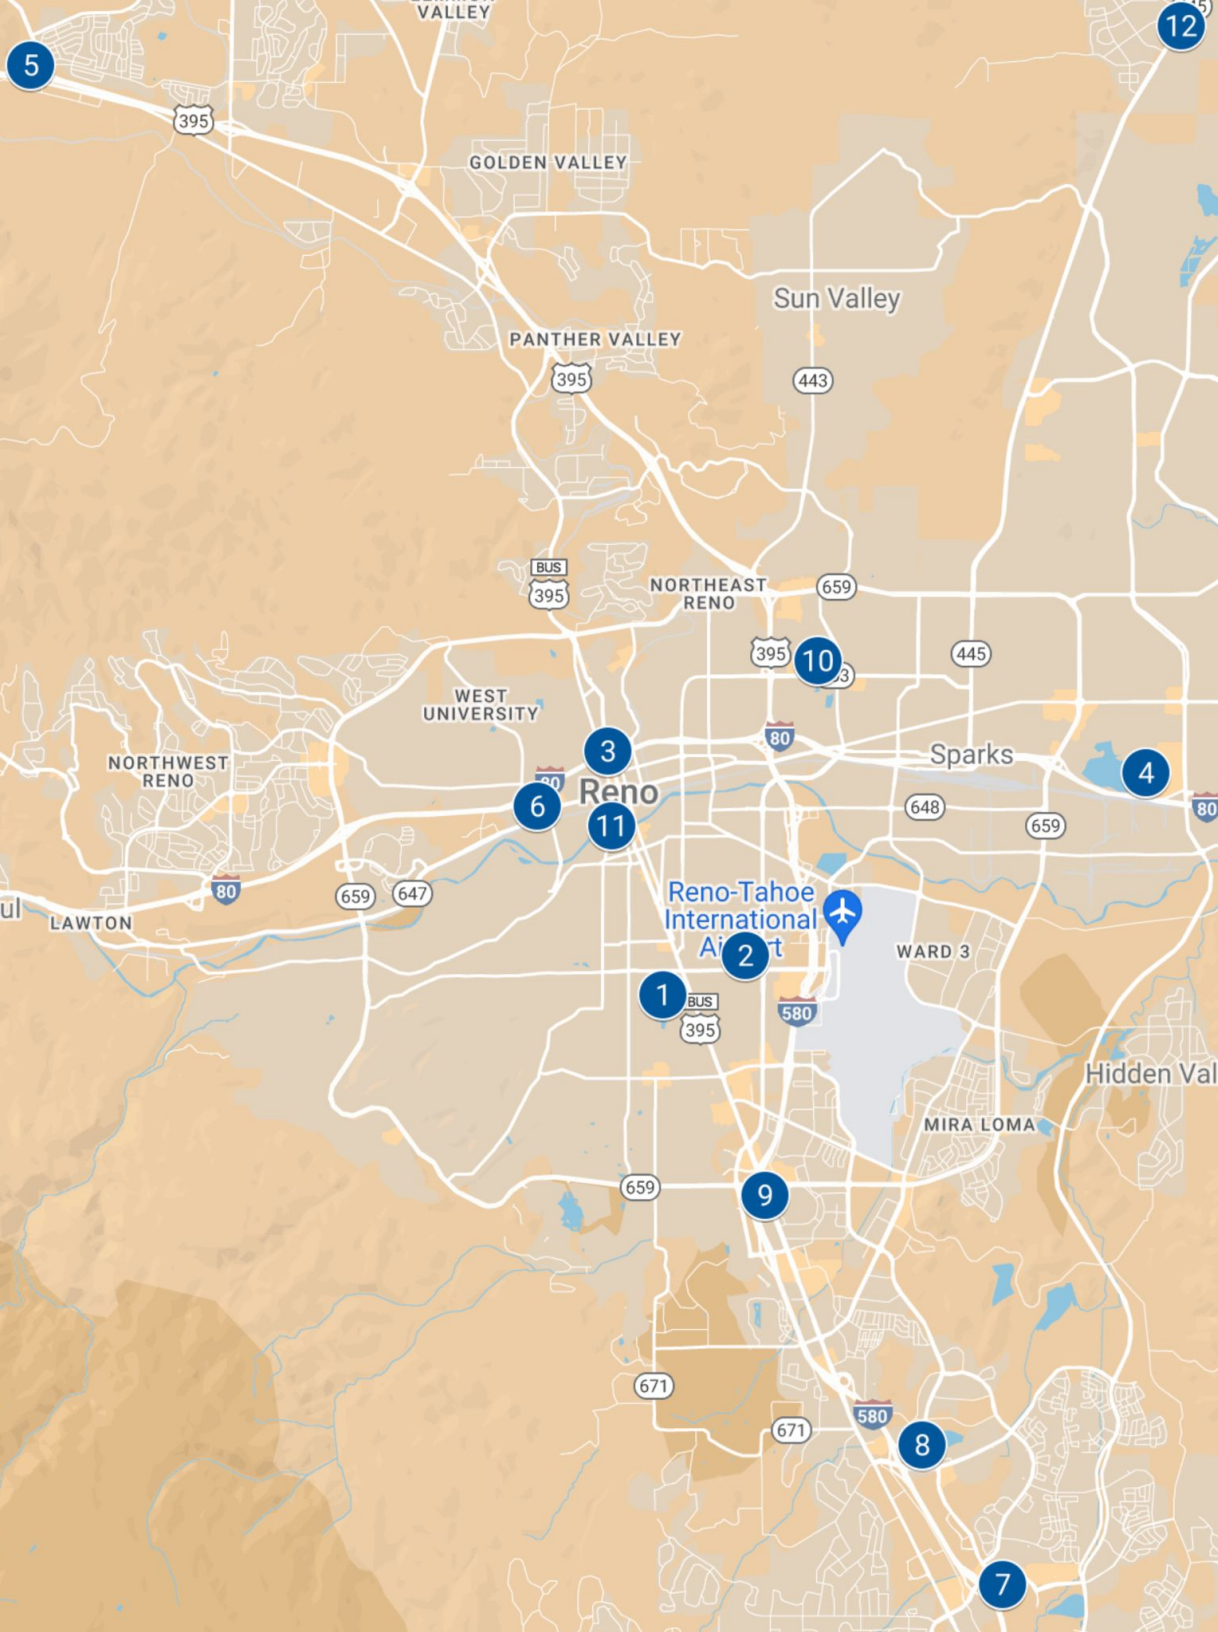 VALLEY
12
5
395
GOLDEN VALLEY
Sun Valley
PANTHER VALLEY
395
443
BUS
395
NORTHEAST
RENO
659
395
10
445
WEST
UNIVERSITY
3
80
Sparks
NORTHWEST
RENO
80
4
Reno
6
11
648
659
80
80
659
647
LAWTON
Reno-Tahoe
International
2
WARD 3
1
BUS
395
580
Hidden Val
MIRA LOMA
659
9
671
580
671
8
7